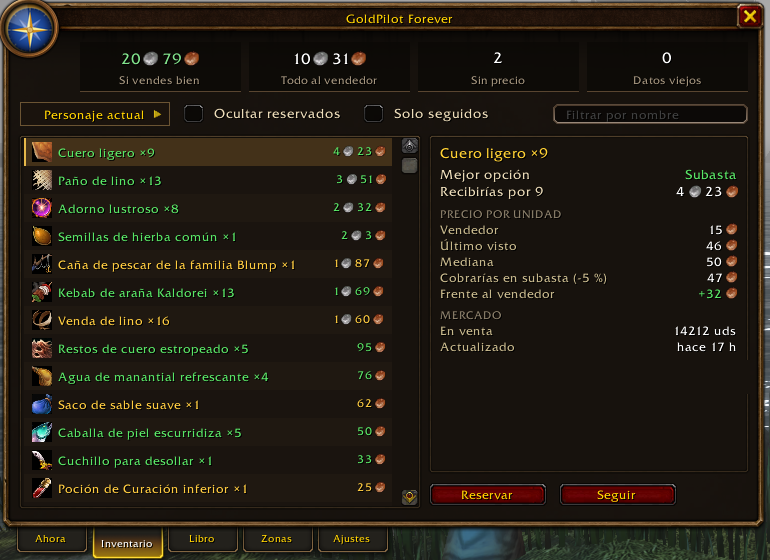 GoldPilot Forever
20 79 10 31 2 0
Si vendes bien Todo al vendedor Sin precio Datos viejos
Personaje actual Ocultar reservados Solo seguidos Filtrar por nombre
Cuero ligero ×9 4 23
Paño de lino ×13 3 51
Adorno lustroso ×8 2 32
Semillas de hierba común ×1 2 3
Caña de pescar de la familia Blump ×1 1 87
Kebab de araña Kaldorei ×13 1 69
Venda de lino ×16 1 60
Restos de cuero estropeado ×5 95
Agua de manantial refrescante ×4 76
Saco de sable suave ×1 62
Caballa de piel escurridiza ×5 50
Cuchillo para desollar ×1 33
Poción de Curación inferior ×1 25
Cuero ligero ×9
Mejor opción Subasta
Recibirías por 9 4 23
PRECIO POR UNIDAD
Vendedor 15
Último visto 46
Mediana 50
Cobrarías en subasta (-5 %) 47
Frente al vendedor +32
MERCADO
En venta 14212 uds
Actualizado hace 17 h
Reservar Seguir
Ahora Inventario Libro Zonas Ajustes